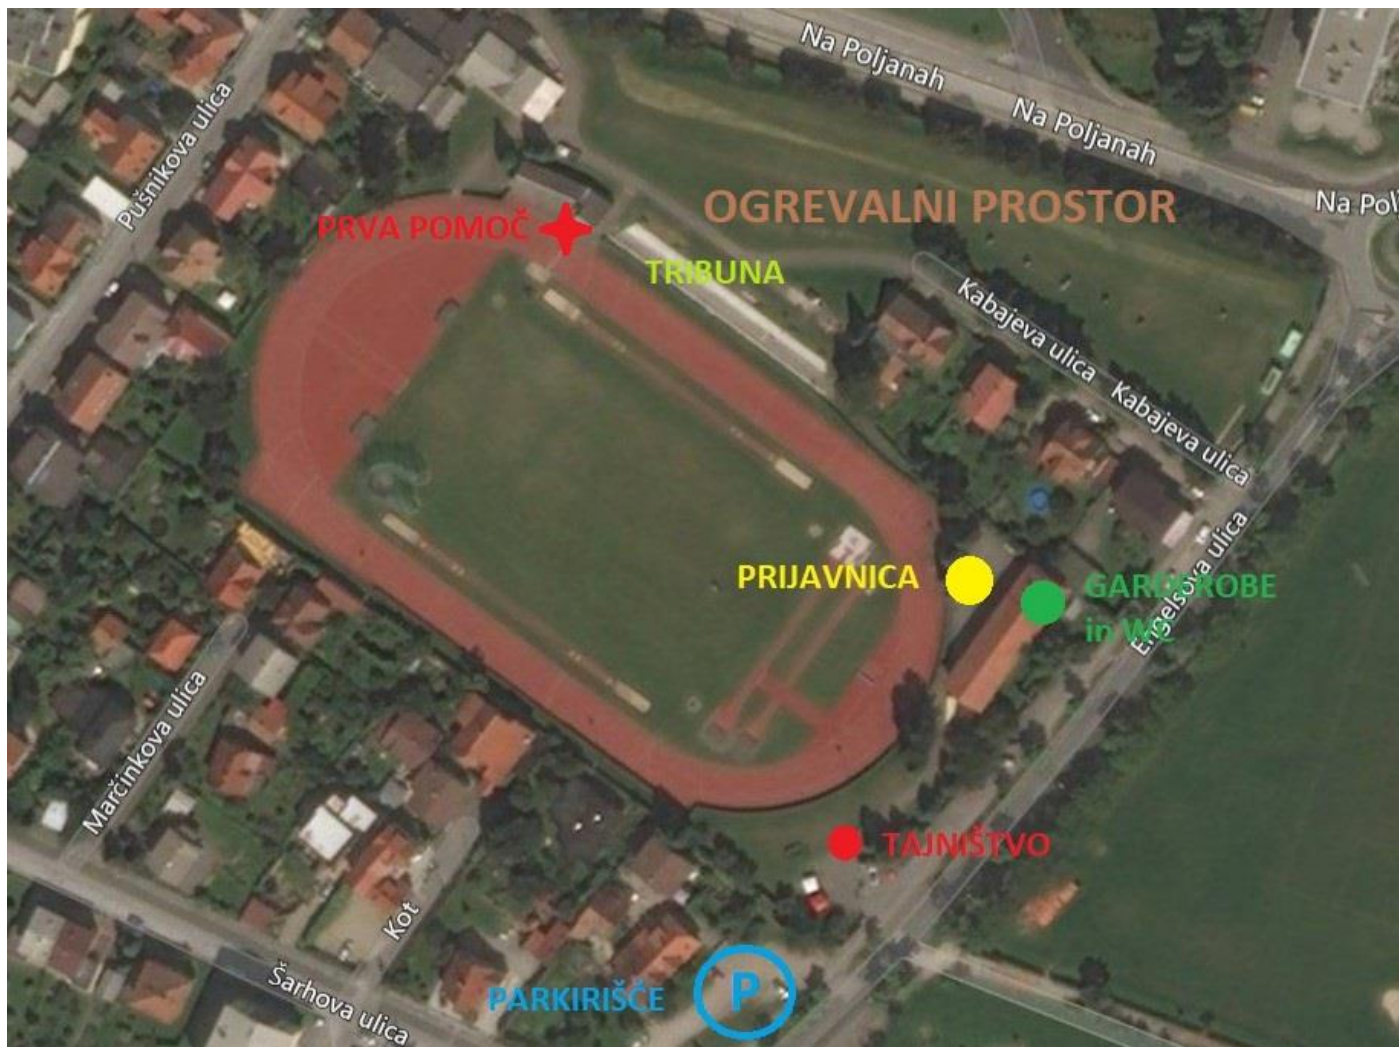 Na Poljanah
Na Poljanah
Na Pol
Pušnikova ulica
OGREVALNI PROSTOR
PRVA POMOČ
TRIBUNA
Kabajeva ulica
Kabajeva ulica
Engelsova ulica
PRIJAVNICA
GARDEROBE
in WC
Marčinkova ulica
TAJNIŠTVO
Kot
Šarhova ulica
PARKIRIŠČE
P